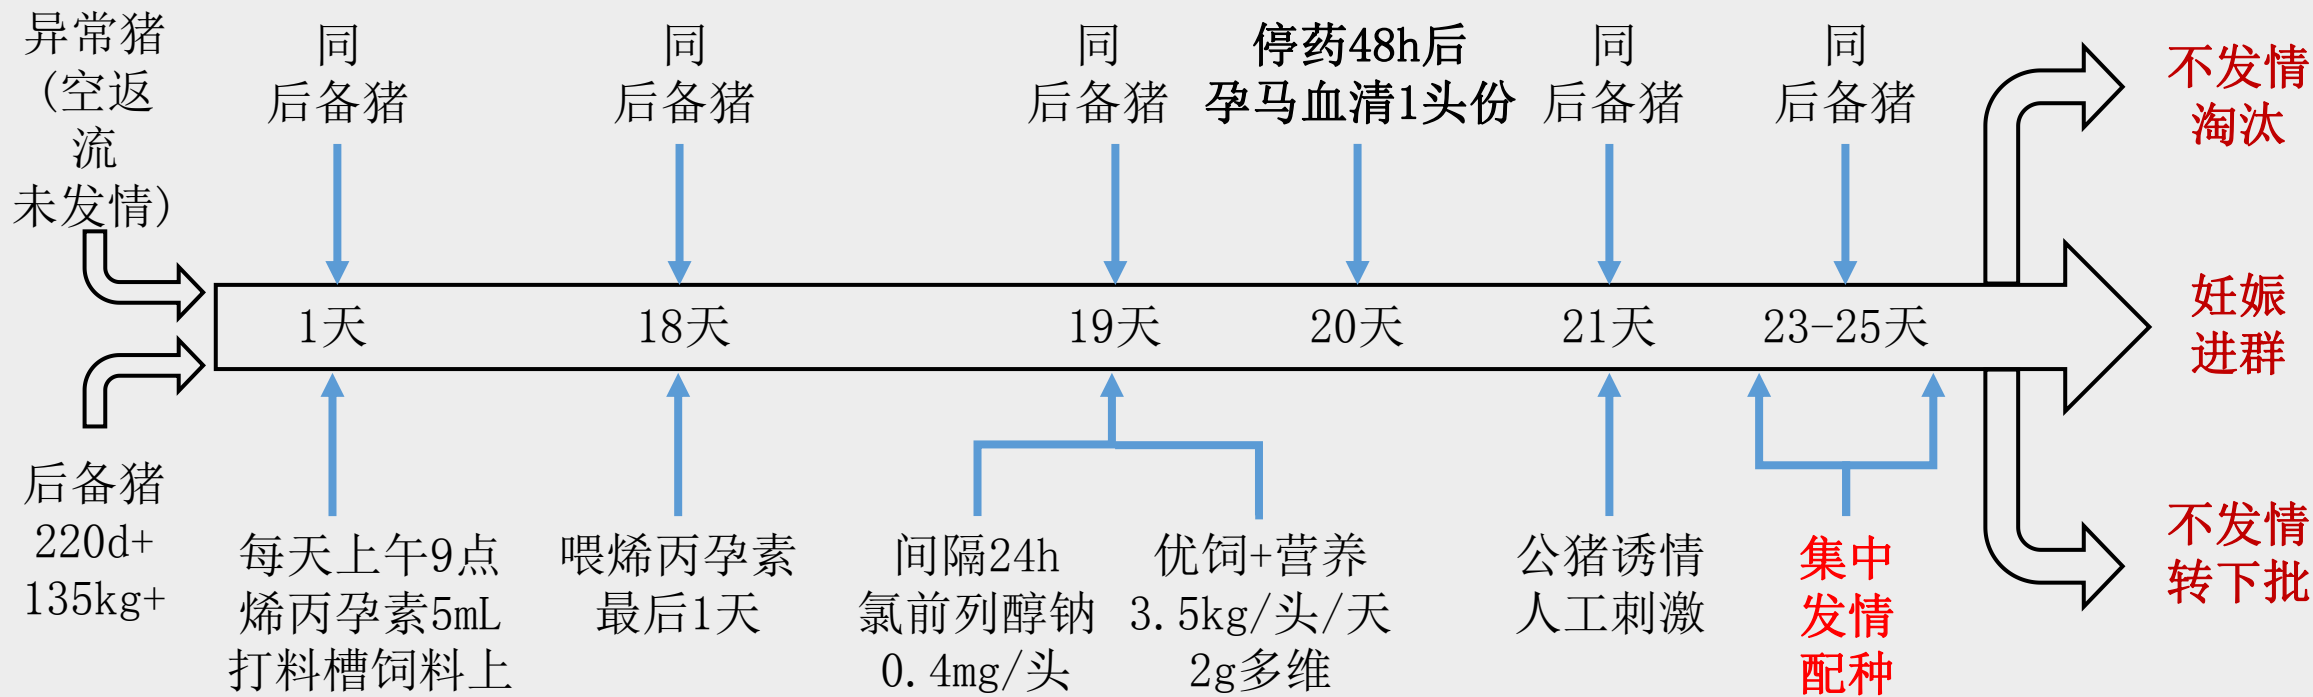 异常猪
(空返
流
未发情)
同
后备猪
同
后备猪
同
后备猪
停药48h后
孕马血清1头份
同
后备猪
同
后备猪
不发情
淘汰
1天
18天
19天
20天
21天
23-25天
妊娠
进群
后备猪
220d+
135kg+
每天上午9点
烯丙孕素5mL
打料槽饲料上
喂烯丙孕素
最后1天
间隔24h
氯前列醇钠
0.4mg/头
优饲+营养
3.5kg/头/天
2g多维
公猪诱情
人工刺激
集中
发情
配种
不发情
转下批